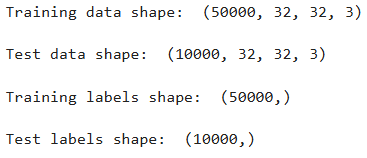 Training data shape:  (50000, 32, 32, 3)
Test data shape:  (10000, 32, 32, 3)
Training labels shape:  (50000,)
Test labels shape:  (10000,)